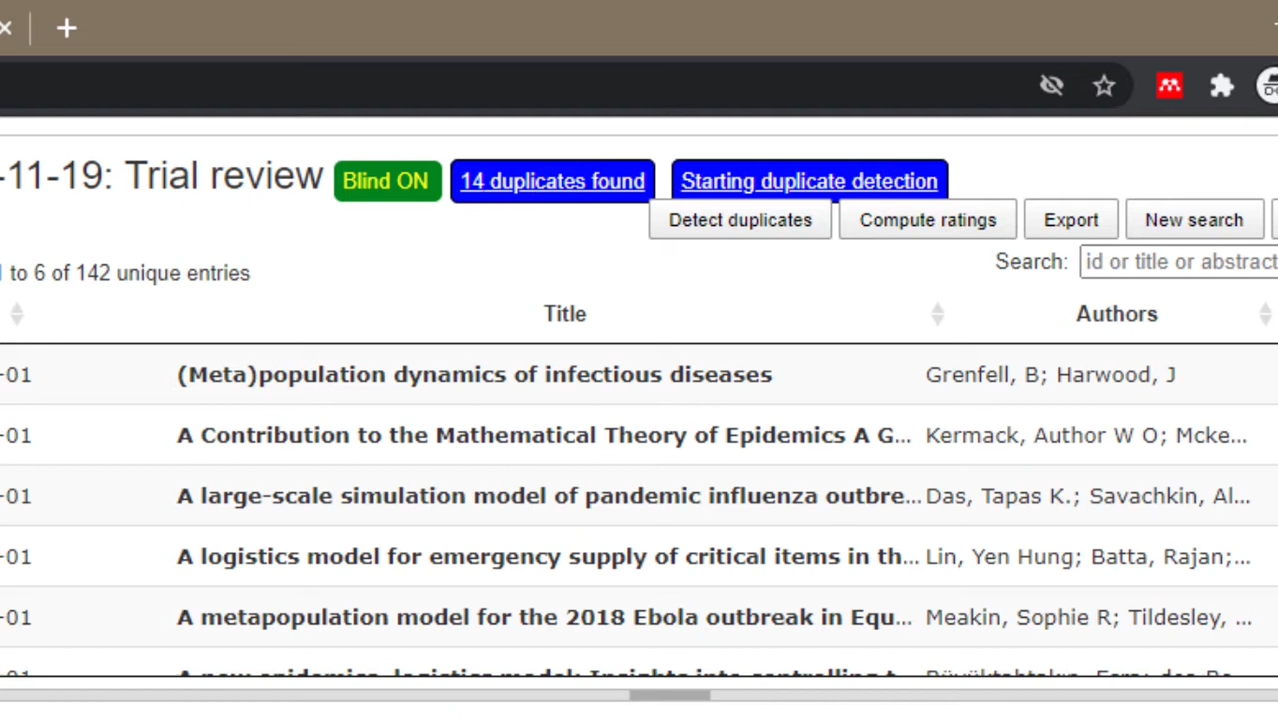 -11-19: Trial review Blind ON 14 duplicates found Starting duplicate detection
Detect duplicates Compute ratings Export New search
Search: id or title or abstract
to 6 of 142 unique entries
Title Authors
-01 (Meta)population dynamics of infectious diseases Grenfell, B; Harwood, J
-01 A Contribution to the Mathematical Theory of Epidemics A G... Kermack, Author W O; Mcke...
-01 A large-scale simulation model of pandemic influenza outbre... Das, Tapas K.; Savachkin, Al...
-01 A logistics model for emergency supply of critical items in th... Lin, Yen Hung; Batta, Rajan;...
-01 A metapopulation model for the 2018 Ebola outbreak in Equ... Meakin, Sophie R; Tildesley, ...